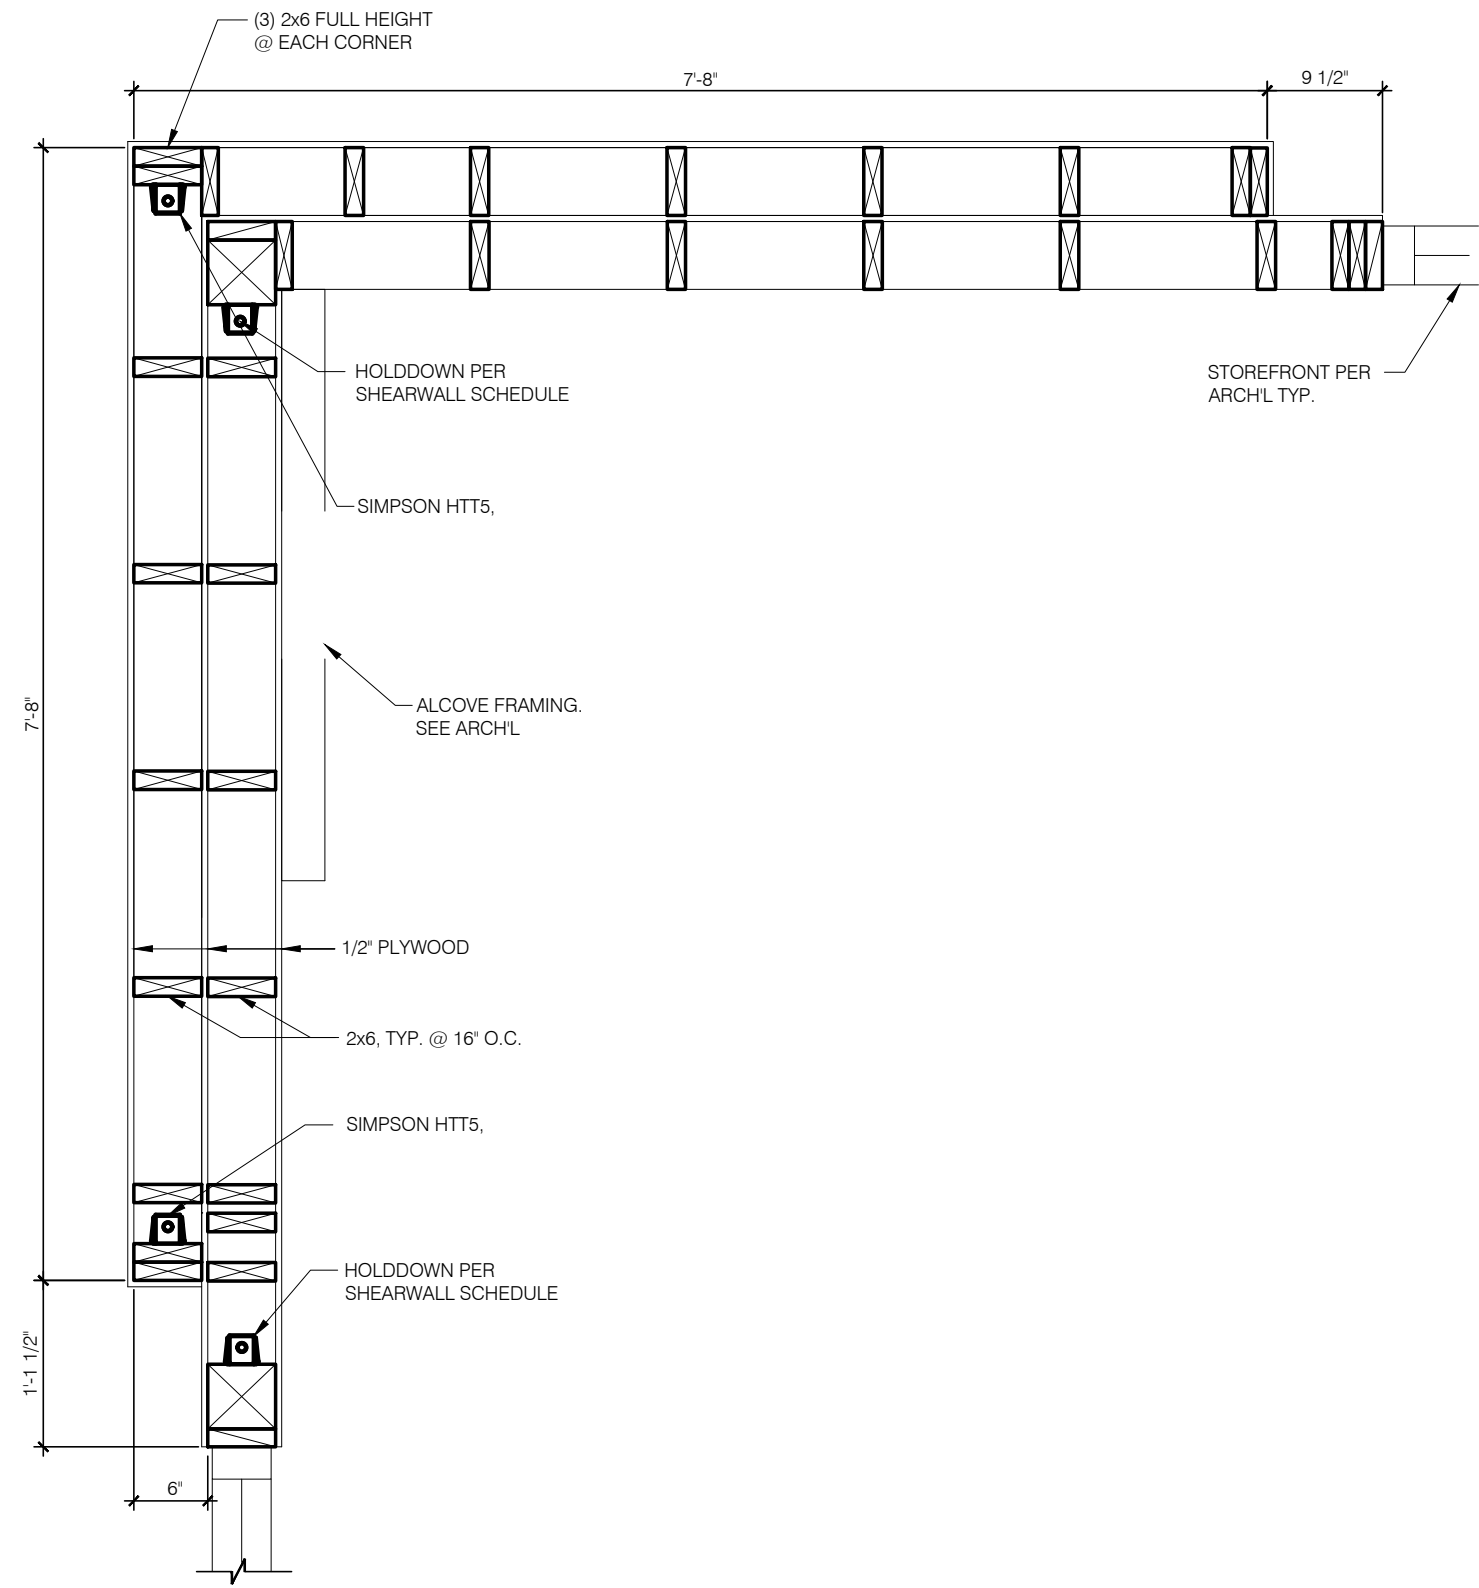 (3) 2x6 FULL HEIGHT
@ EACH CORNER
7'-8"
9 1/2"
HOLDDOWN PER
SHEARWALL SCHEDULE
STOREFRONT PER
ARCH'L TYP.
SIMPSON HTT5,
7'-8"
ALCOVE FRAMING.
SEE ARCH'L
1/2" PLYWOOD
2x6, TYP. @ 16" O.C.
SIMPSON HTT5,
HOLDDOWN PER
SHEARWALL SCHEDULE
1'-1 1/2"
6"